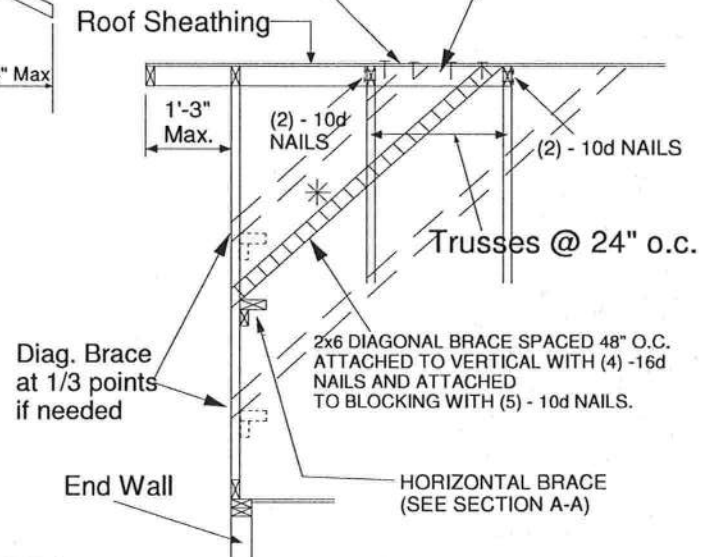 Roof Sheathing
" Max
1'-3"
Max.
(2) - 10d
NAILS
(2) - 10d NAILS
Trusses @ 24" o.c.
2x6 DIAGONAL BRACE SPACED 48" O.C.
ATTACHED TO VERTICAL WITH (4) -16d
NAILS AND ATTACHED
TO BLOCKING WITH (5) - 10d NAILS.
Diag. Brace
at 1/3 points
if needed
End Wall
HORIZONTAL BRACE
(SEE SECTION A-A)